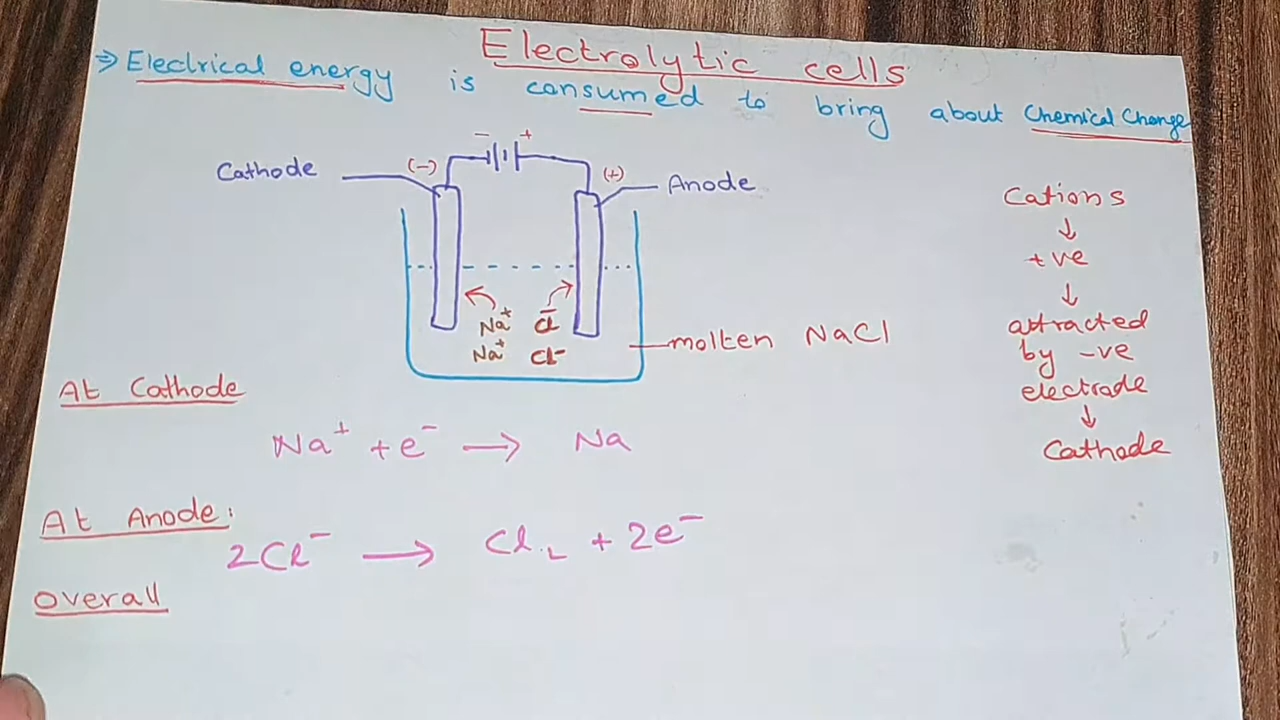 Electrolytic cells
⇒ Electrical energy is consumed to bring about Chemical Change
- +
Cathode (-) (+) Anode
Na⁺ Cl⁻
Na⁺ Cl⁻
molten NaCl
Cations
↓
+ve
↓
attracted
by -ve
electrode
↓
Cathode
At Cathode
Na⁺ + e⁻ → Na
At Anode:
2Cl⁻ → Cl₂ + 2e⁻
Overall